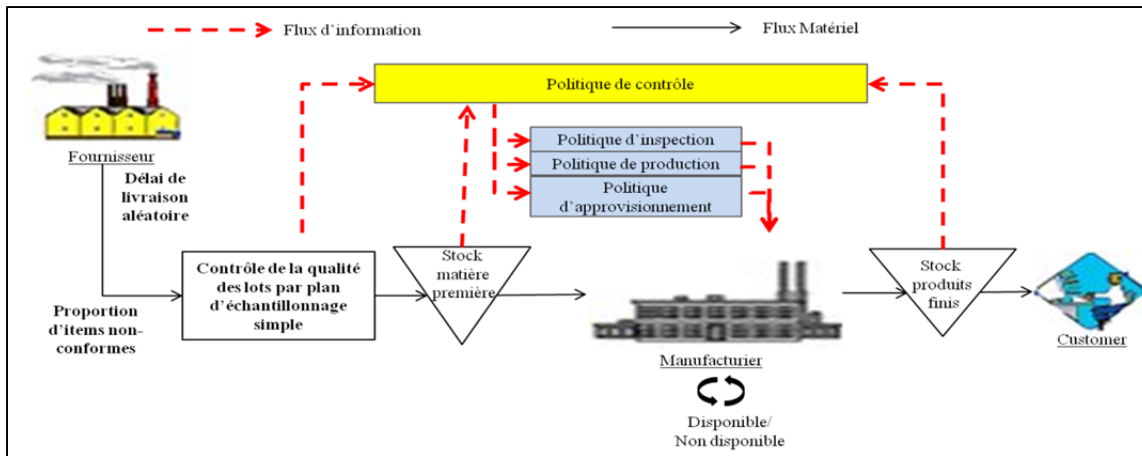 Flux d'information
Flux Matériel
Politique de contrôle
Fournisseur
Politique d'inspection
Politique de production
Politique
d'approvisionnement
Délai de
livraison
aléatoire
Contrôle de la qualité
des lots par plan
d'échantillonnage
simple
Stock
matière
première
Stock
produits
finis
Proportion
d'items non-
conformes
Manufacturier
Customer
Disponible/
Non disponible